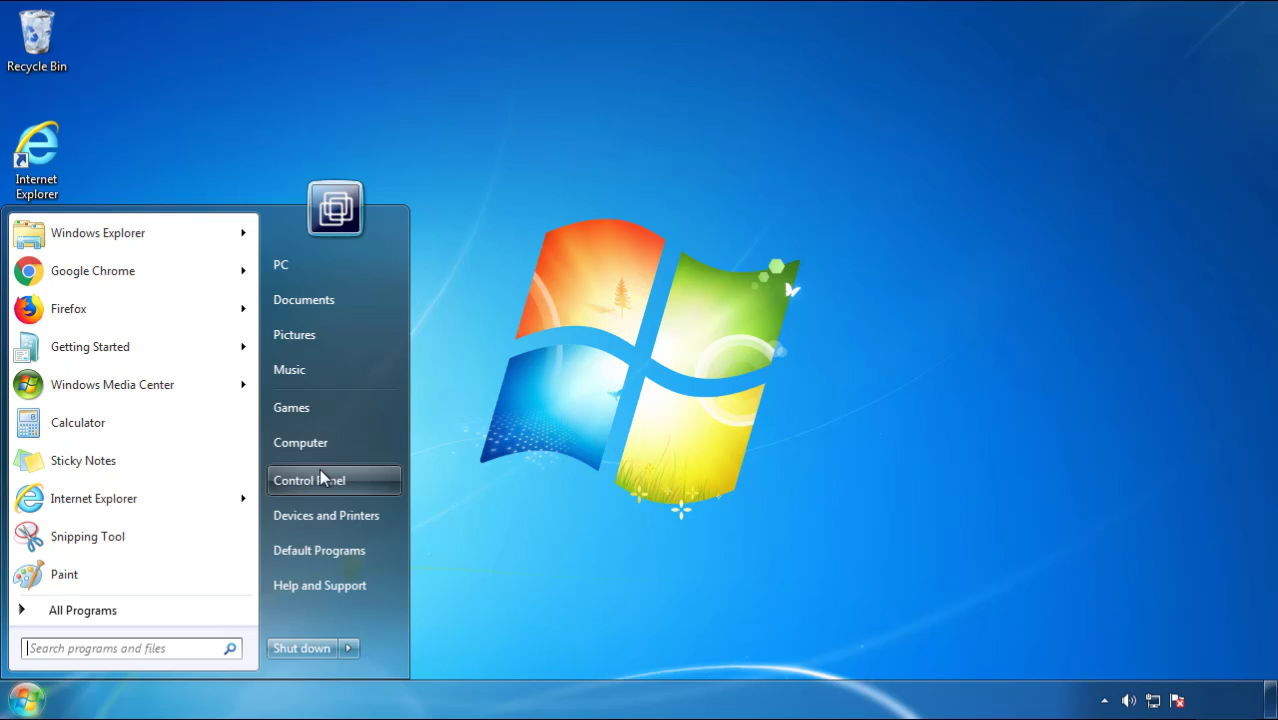 Recycle Bin
Internet
Explorer
Windows Explorer
Google Chrome
Firefox
Getting Started
Windows Media Center
Calculator
Sticky Notes
Internet Explorer
Snipping Tool
Paint
All Programs
Search programs and files
PC
Documents
Pictures
Music
Games
Computer
Control Panel
Devices and Printers
Default Programs
Help and Support
Shut down